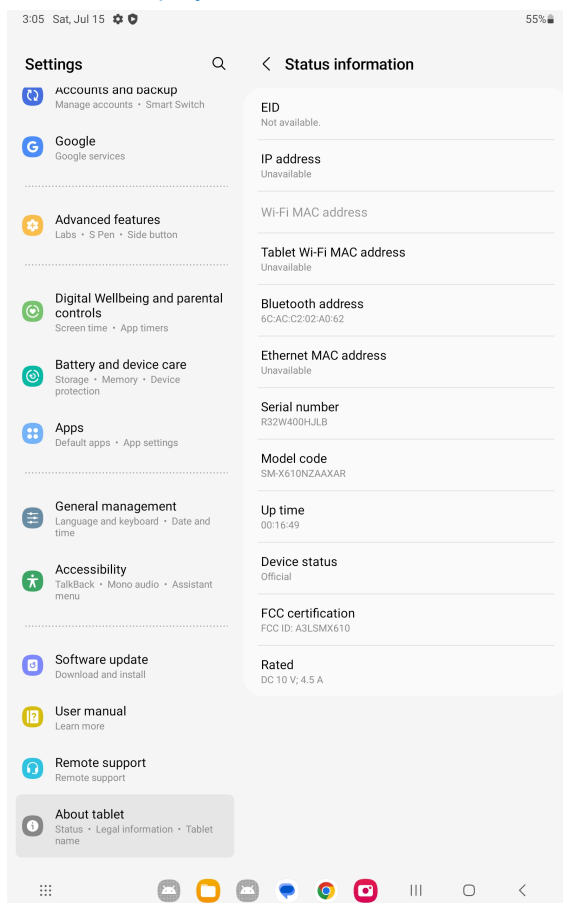 3:05 Sat, Jul 15
55%
Settings
Accounts and backup
Manage accounts • Smart Switch
Google
Google services
Advanced features
Labs • S Pen • Side button
Digital Wellbeing and parental
controls
Screen time • App timers
Battery and device care
Storage • Memory • Device
protection
Apps
Default apps • App settings
General management
Language and keyboard • Date and
time
Accessibility
TalkBack • Mono audio • Assistant
menu
Software update
Download and install
User manual
Learn more
Remote support
Remote support
About tablet
Status • Legal information • Tablet
name
Status information
EID
Not available.
IP address
Unavailable
Wi-Fi MAC address
Tablet Wi-Fi MAC address
Unavailable
Bluetooth address
6C:AC:C2:02:A0:62
Ethernet MAC address
Unavailable
Serial number
R32W400HJLB
Model code
SM-X610NZAAXAR
Up time
00:16:49
Device status
Official
FCC certification
FCC ID: A3LSMX610
Rated
DC 10 V; 4.5 A